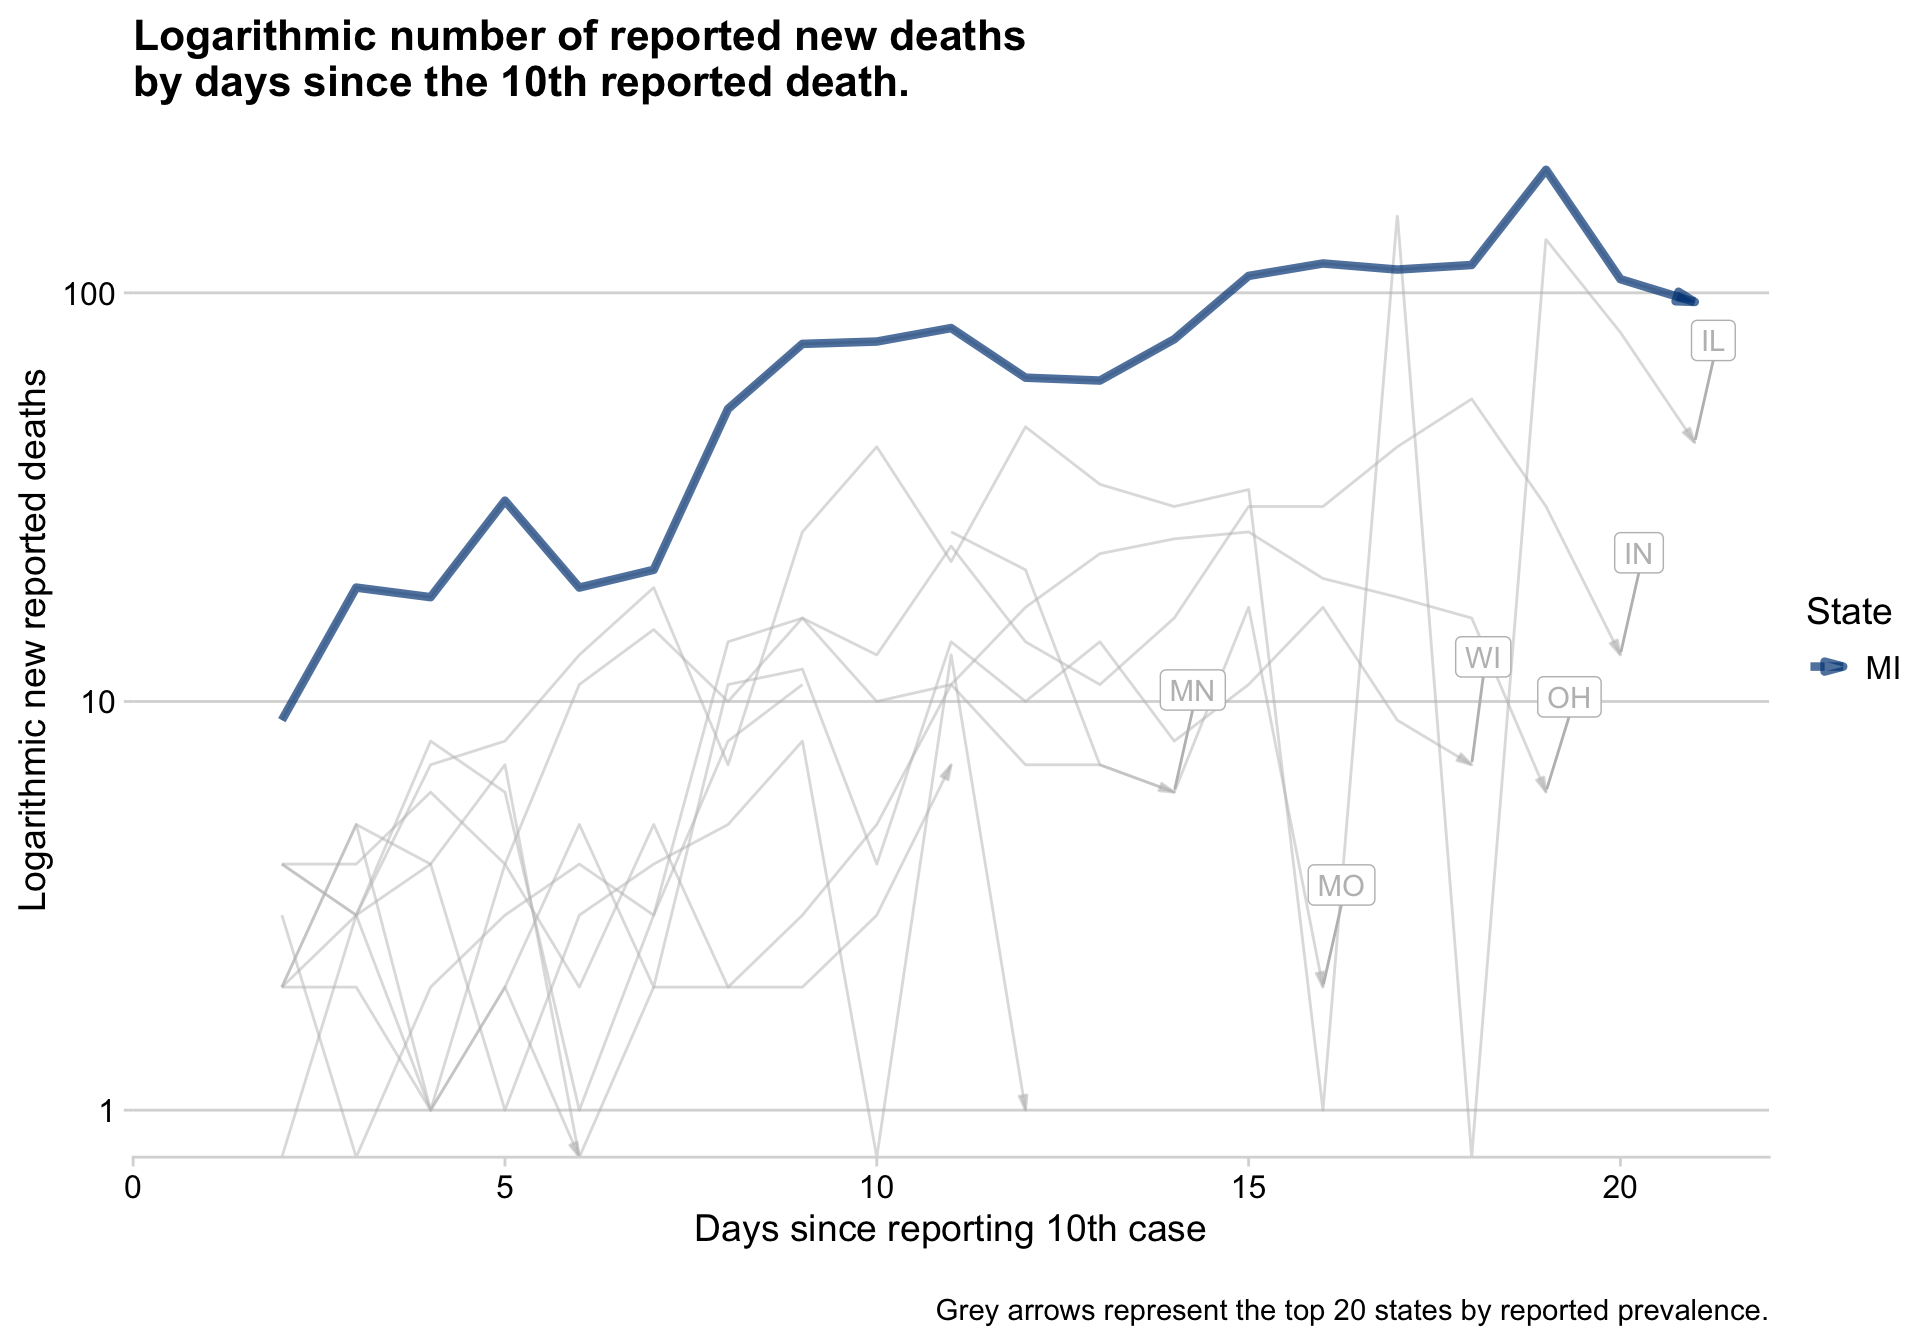 Logarithmic number of reported new deaths
by days since the 10th reported death.
Logarithmic new reported deaths
100
10
1
IL
IN
WI
MN
OH
MO
State
MI
0 5 10 15 20
Days since reporting 10th case
Grey arrows represent the top 20 states by reported prevalence.